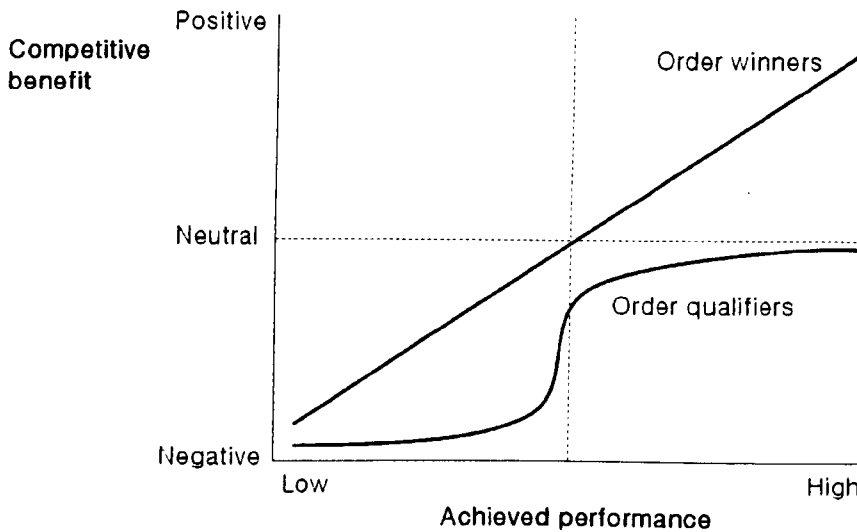 Positive
Competitive
benefit
Order winners
Neutral
Order qualifiers
Negative
Low
High
Achieved performance